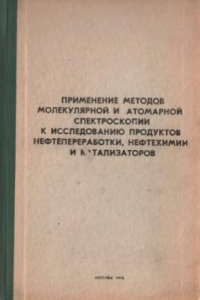 ПРИМЕНЕНИЕ МЕТОДОВ
МОЛЕКУЛЯРНОЙ И АТОМАРНОЙ
СПЕКТРОСКОПИИ
К ИССЛЕДОВАНИЮ ПРОДУКТОВ
НЕФТЕПЕРЕРАБОТКИ, НЕФТЕХИМИИ
И КАТАЛИЗАТОРОВ
МОСКВА